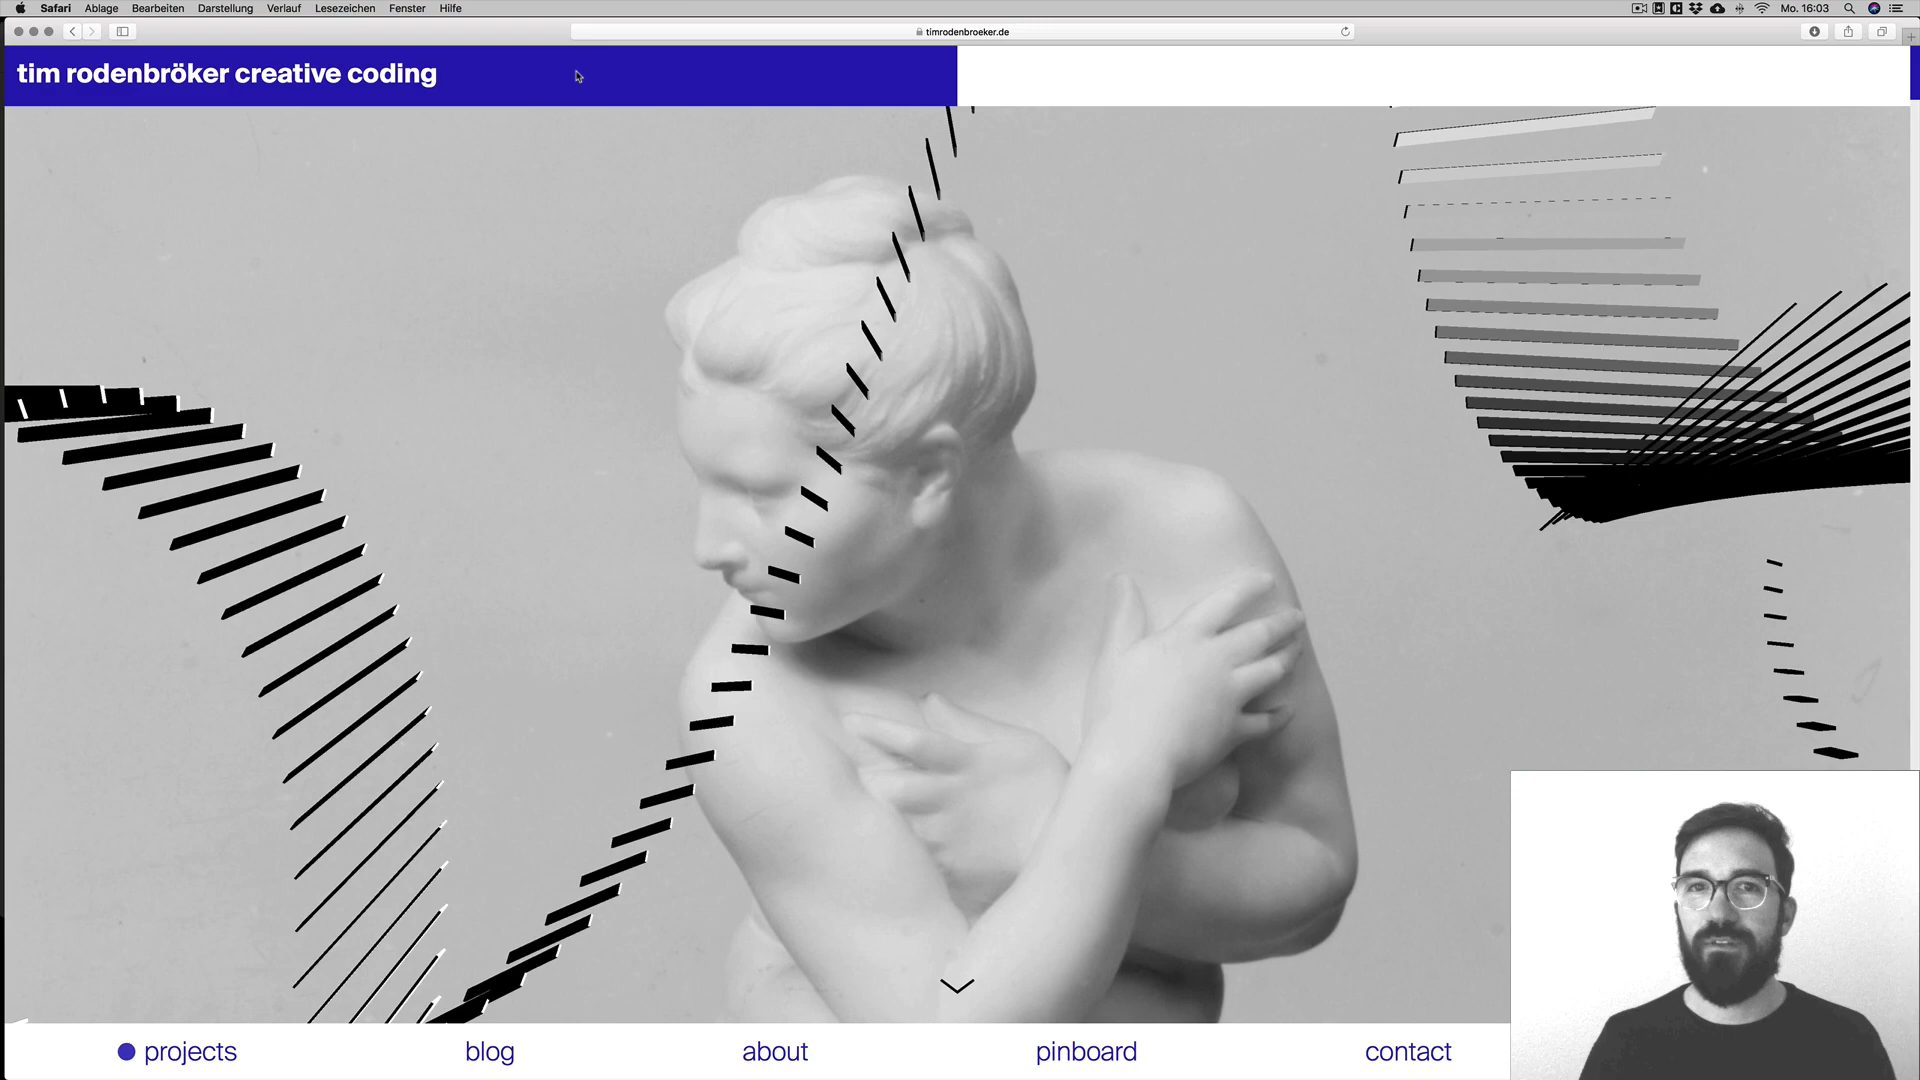 Safari Ablage Bearbeiten Darstellung Verlauf Lesezeichen Fenster Hilfe Mo. 16:03
timrodenbroeker.de
tim rodenbröker creative coding
projects blog about pinboard contact